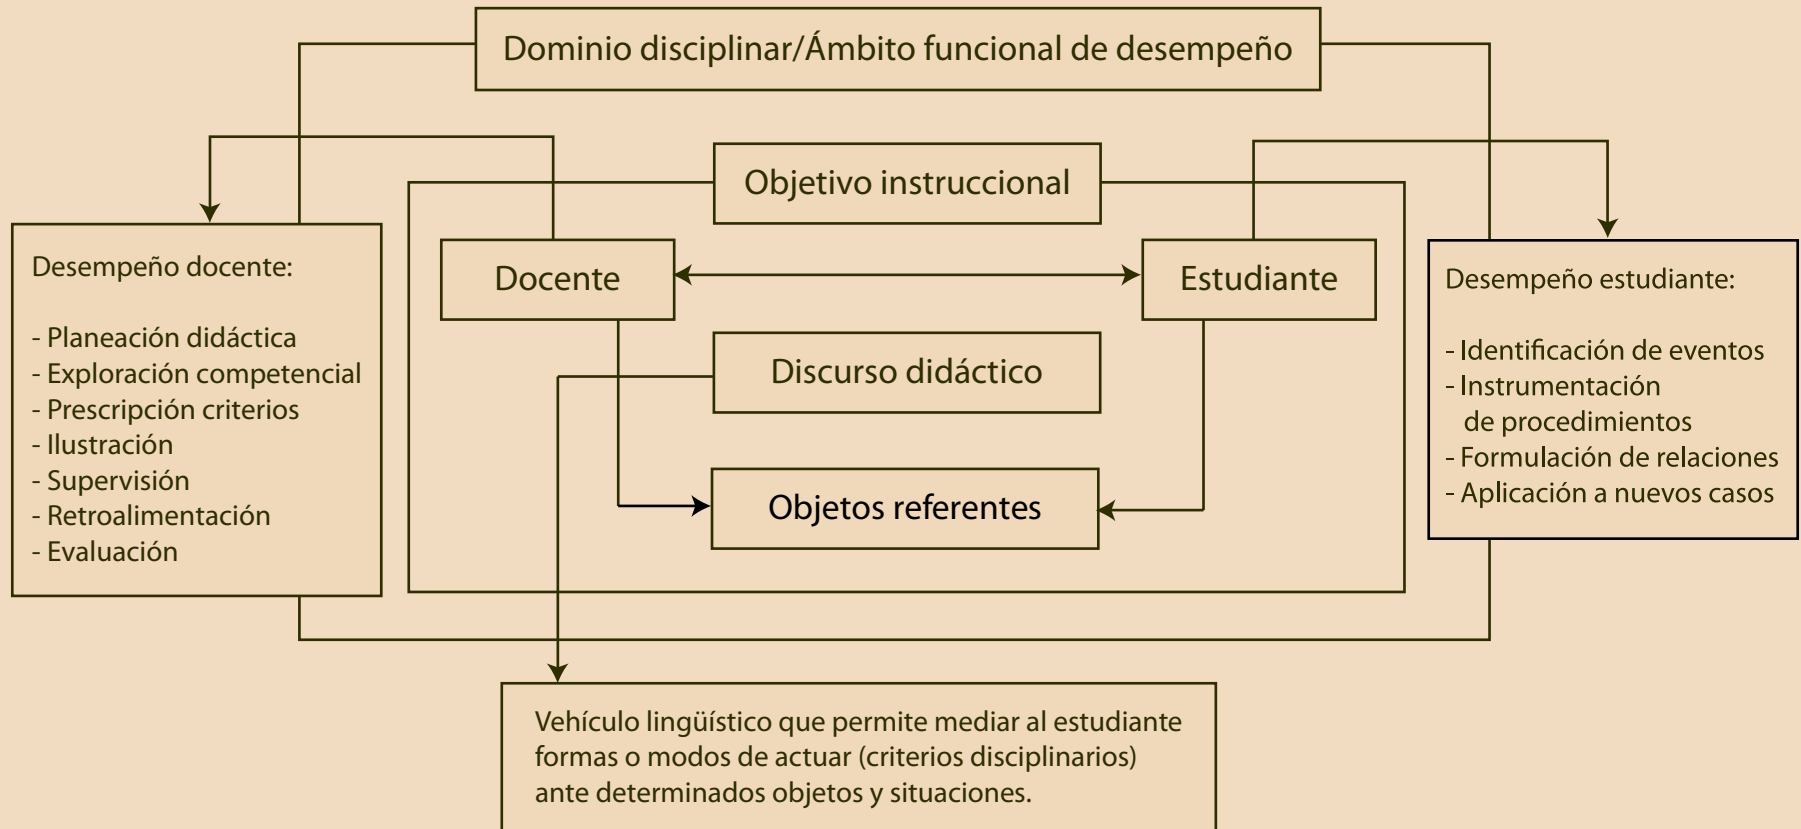 Dominio disciplinar/Ámbito funcional de desempeño
Objetivo instruccional
Docente
Estudiante
Desempeño docente:
- Planeación didáctica
- Exploración competencial
- Prescripción criterios
- Ilustración
- Supervisión
- Retroalimentación
- Evaluación
Discurso didáctico
Objetos referentes
Desempeño estudiante:
- Identificación de eventos
- Instrumentación
de procedimientos
- Formulación de relaciones
- Aplicación a nuevos casos
Vehículo lingüístico que permite mediar al estudiante
formas o modos de actuar (criterios disciplinarios)
ante determinados objetos y situaciones.